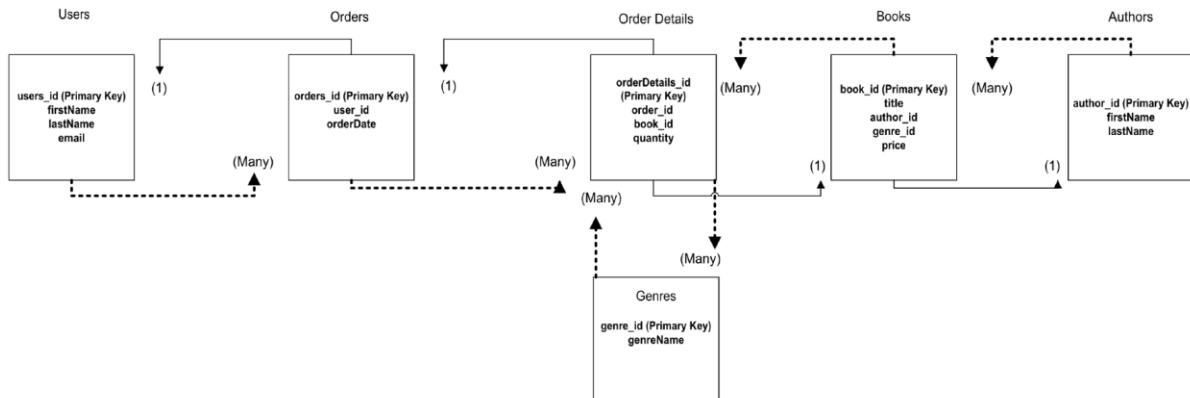 Users
Orders
Order Details
Books
Authors
users_id (Primary Key)
firstName
lastName
email
(1)
(Many)
orders_id (Primary Key)
user_id
orderDate
(1)
(Many)
orderDetails_id
(Primary Key)
order_id
book_id
quantity
(Many)
(1)
book_id (Primary Key)
title
author_id
genre_id
price
(Many)
(1)
author_id (Primary Key)
firstName
lastName
(Many)
(Many)
Genres
genre_id (Primary Key)
genreName